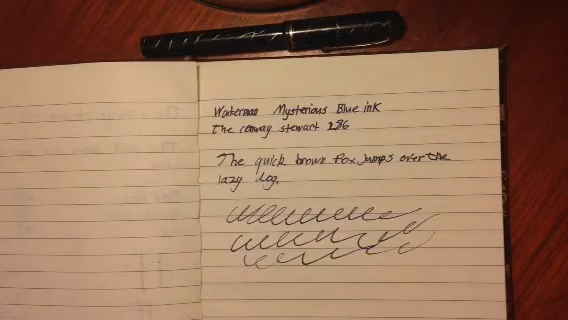 Waterman Mysterious Blue ink
The conway stewart 286
The quick brown fox jumps over the
lazy dog.